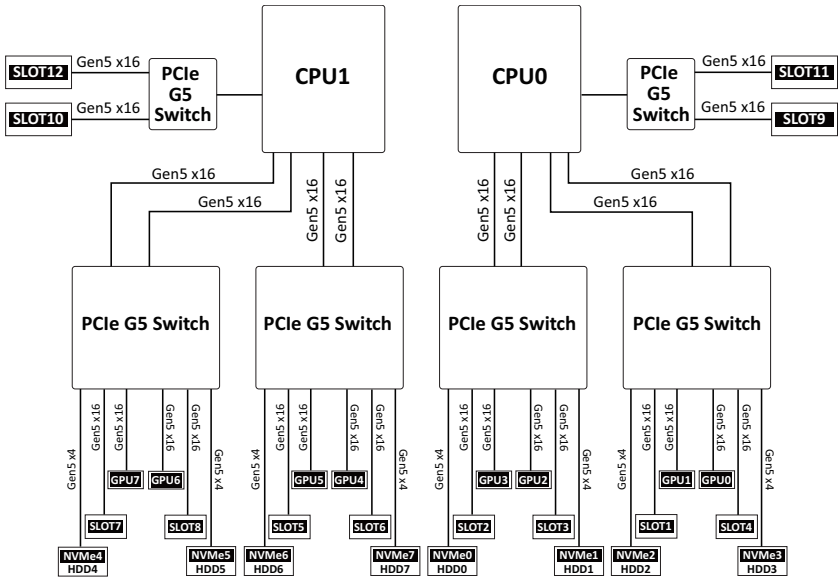 CPU1
CPU0
SLOT12
Gen5 x16
PCIe
G5
Switch
SLOT10
Gen5 x16
PCIe
G5
Switch
Gen5 x16
SLOT11
Gen5 x16
SLOT9
Gen5 x16
Gen5 x16
Gen5 x16
Gen5 x16
Gen5 x16
Gen5 x16
Gen5 x16
Gen5 x16
PCIe G5 Switch
PCIe G5 Switch
PCIe G5 Switch
PCIe G5 Switch
Gen5 x4
Gen5 x16
Gen5 x16
Gen5 x16
Gen5 x16
Gen5 x4
Gen5 x4
Gen5 x16
Gen5 x16
Gen5 x16
Gen5 x16
Gen5 x4
Gen5 x4
Gen5 x16
Gen5 x16
Gen5 x16
Gen5 x16
Gen5 x4
Gen5 x4
Gen5 x16
Gen5 x16
Gen5 x16
Gen5 x16
Gen5 x4
GPU7
GPU6
GPU5
GPU4
GPU3
GPU2
GPU1
GPU0
SLOT7
SLOT8
SLOT5
SLOT6
SLOT2
SLOT3
SLOT1
SLOT4
NVMe4
HDD4
NVMe5
HDD5
NVMe6
HDD6
NVMe7
HDD7
NVMe0
HDD0
NVMe1
HDD1
NVMe2
HDD2
NVMe3
HDD3